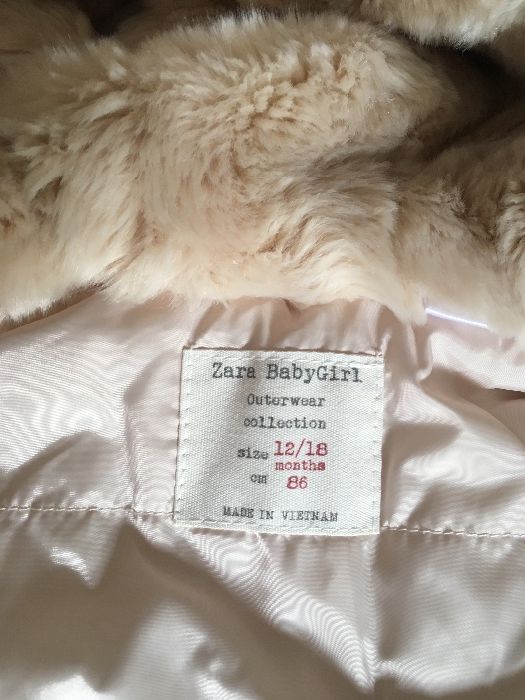 Zara BabyGirl
Outerwear
collection
size 12/18
months
cm 86
MADE IN VIETNAM